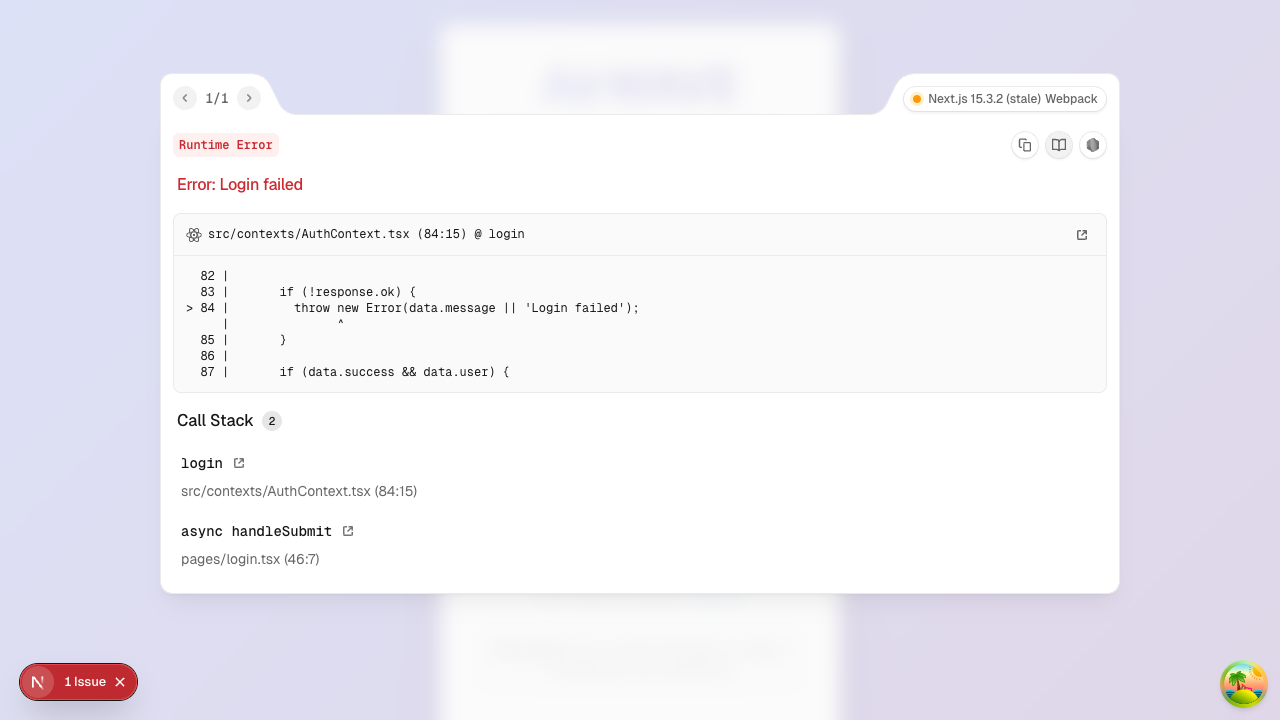 1/1
Next.js 15.3.2 (stale) Webpack
Runtime Error
Error: Login failed
src/contexts/AuthContext.tsx (84:15) @ login
82 |
83 |       if (!response.ok) {
> 84 |         throw new Error(data.message || 'Login failed');
|               ^
85 |       }
86 |
87 |       if (data.success && data.user) {
Call Stack 2
login
src/contexts/AuthContext.tsx (84:15)
async handleSubmit
pages/login.tsx (46:7)
N 1 Issue